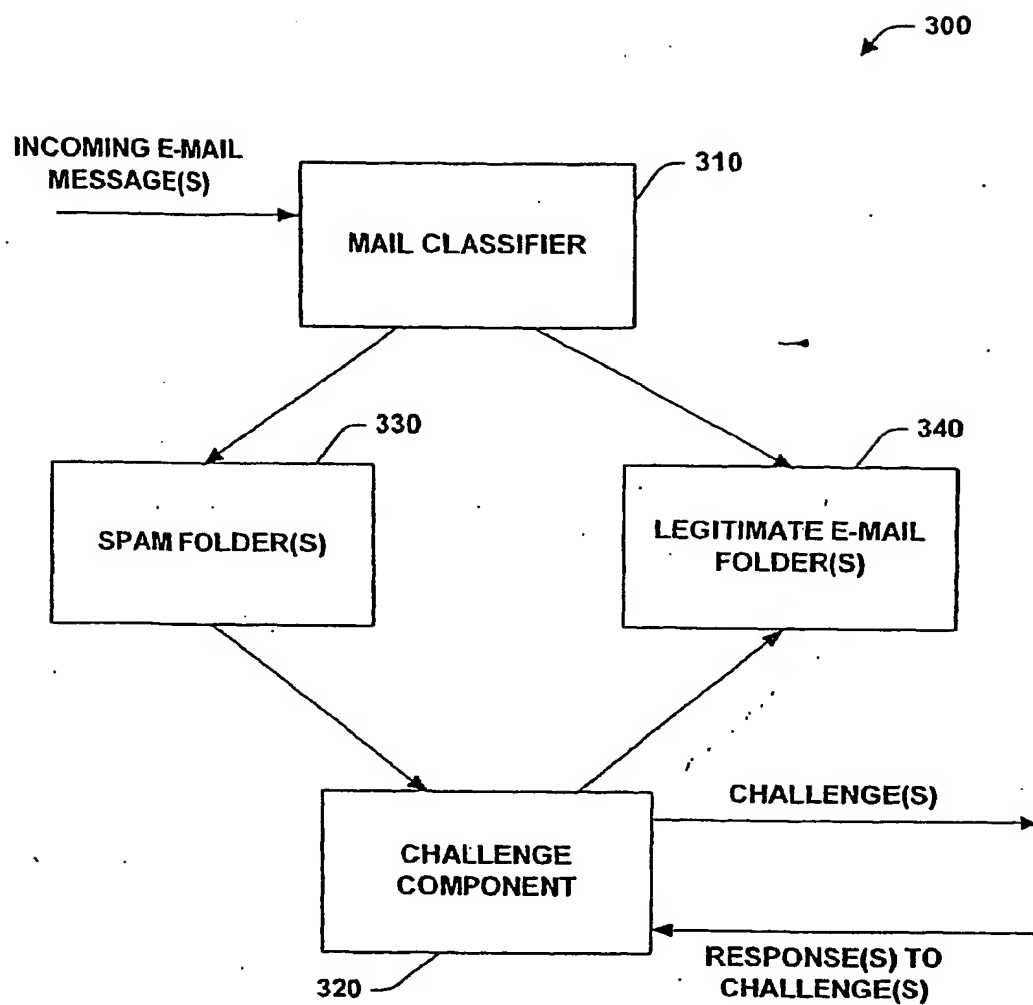 300
INCOMING E-MAIL
MESSAGE(S)
310
MAIL CLASSIFIER
330
340
SPAM FOLDER(S)
LEGITIMATE E-MAIL
FOLDER(S)
CHALLENGE(S)
CHALLENGE
COMPONENT
RESPONSE(S) TO
CHALLENGE(S)
320